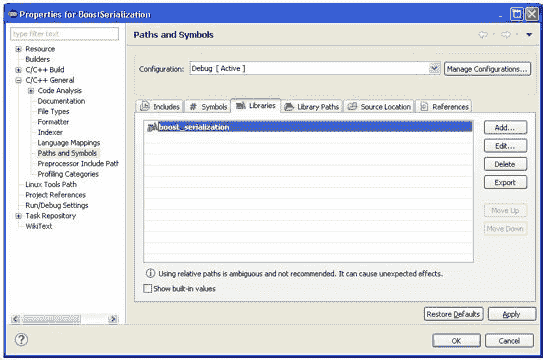 Properties for BoostSerialization
type filter text
Resource
Builders
C/C++ Build
C/C++ General
Code Analysis
Documentation
File Types
Formatter
Indexer
Language Mappings
Paths and Symbols
Preprocessor Include Path
Profiling Categories
Linux Tools Path
Project References
Run/Debug Settings
Task Repository
WikiText
Paths and Symbols
Configuration: Debug [ Active ] Manage Configurations...
Includes # Symbols Libraries Library Paths Source Location References
boost_serialization
Add...
Edit...
Delete
Export
Move Up
Move Down
Using relative paths is ambiguous and not recommended. It can cause unexpected effects.
Show built-in values
Restore Defaults Apply
OK Cancel